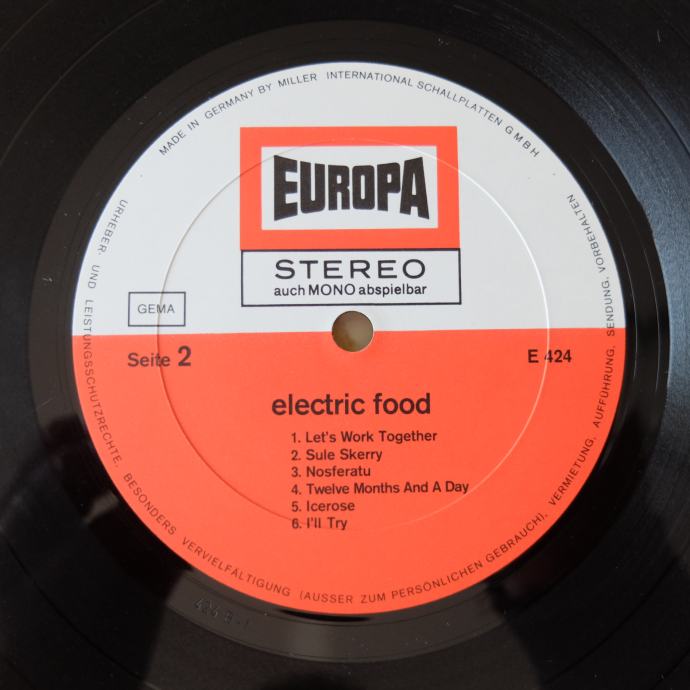 MADE IN GERMANY BY MILLER INTERNATIONAL SCHALLPLATTEN GMBH
EUROPA
STEREO
auch MONO abspielbar
GEMA
Seite 2
E 424
electric food
1. Let's Work Together
2. Sule Skerry
3. Nosferatu
4. Twelve Months And A Day
5. Icerose
6. I'll Try
URHEBER- UND LEISTUNGSSCHUTZRECHTE, BESONDERS VERVIELFÄLTIGUNG (AUSSER ZUM PERSÖNLICHEN GEBRAUCH), VERMIETUNG, AUFFÜHRUNG, SENDUNG, VORBEHALTEN
424 B-1